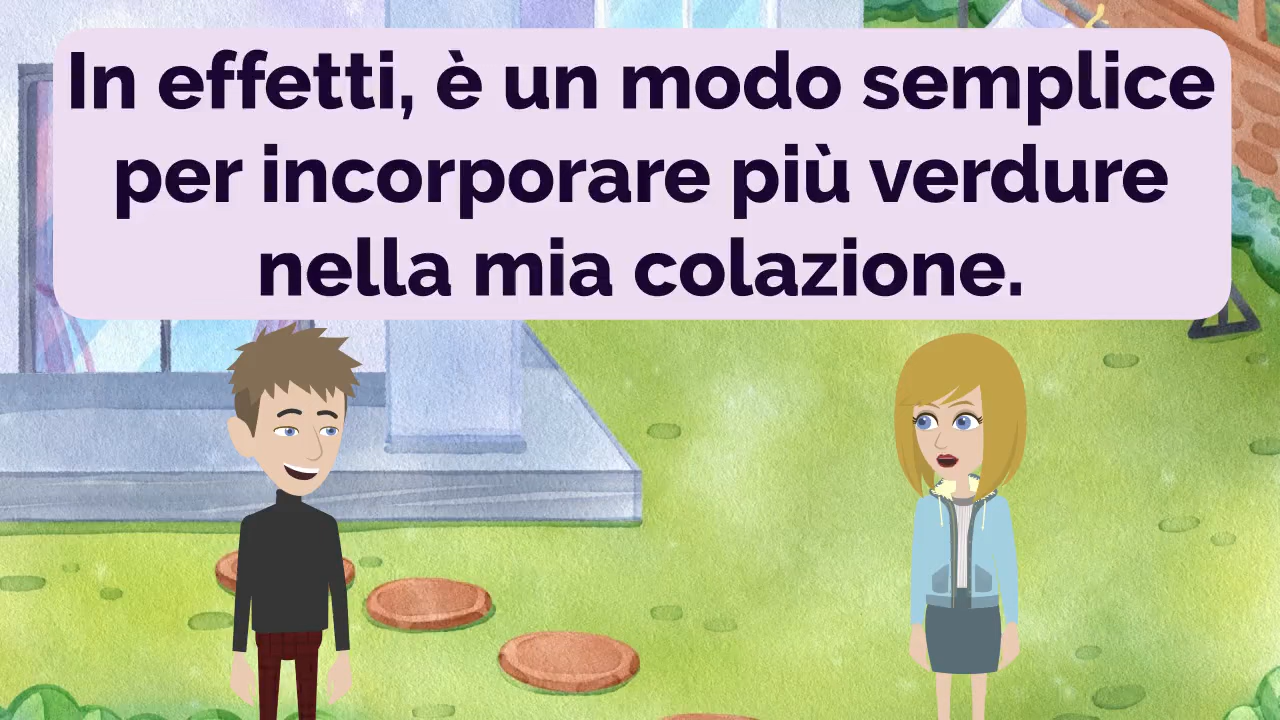 In effetti, è un modo semplice
per incorporare più verdure
nella mia colazione.